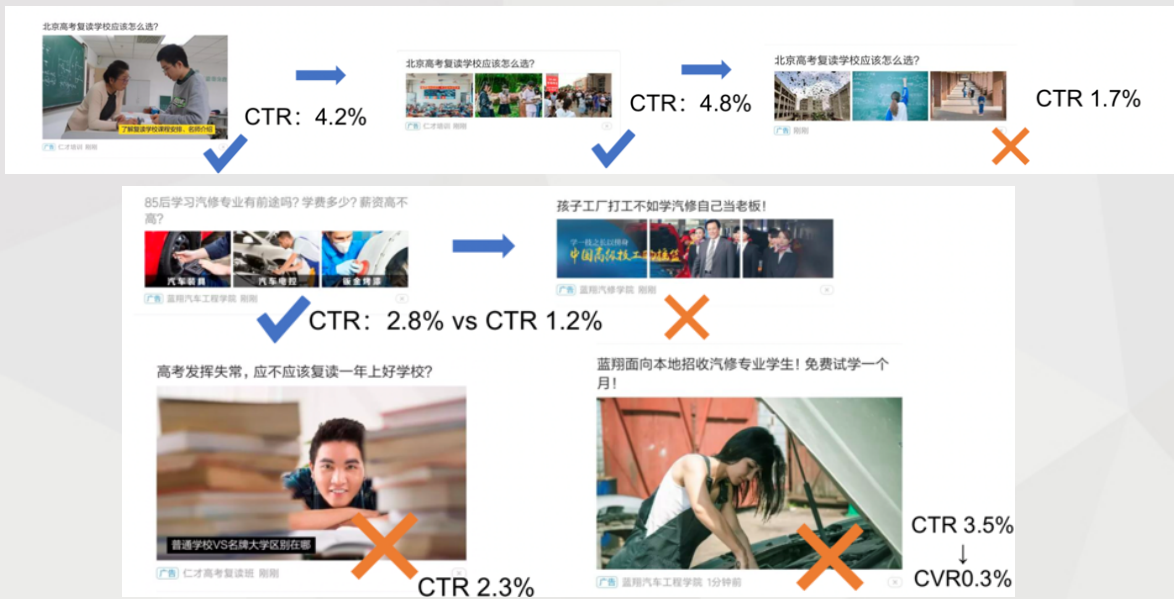 北京高考复读学校应该怎么选?
了解复读学校课程安排、名师介绍
广告 仁才培训 刚刚
CTR: 4.2%
北京高考复读学校应该怎么选?
广告 仁才培训 刚刚
CTR: 4.8%
北京高考复读学校应该怎么选?
广告 刚刚
CTR 1.7%
85后学习汽修专业有前途吗? 学费多少? 薪资高不
高?
汽车装具 汽车电控 钣金烤漆
广告 蓝翔汽车工程学院 刚刚
孩子工厂打工不如学汽修自己当老板!
学一技之长以傍身
中国高级技工的摇篮
广告 蓝翔汽修学院 刚刚
CTR: 2.8% vs CTR 1.2%
高考发挥失常, 应不应该复读一年上好学校?
普通学校VS名牌大学区别在哪
广告 仁才高考复读班 刚刚
CTR 2.3%
蓝翔面向本地招收汽修专业学生! 免费试学一个
月!
广告 蓝翔汽车工程学院 1分钟前
CTR 3.5%
↓
CVR0.3%